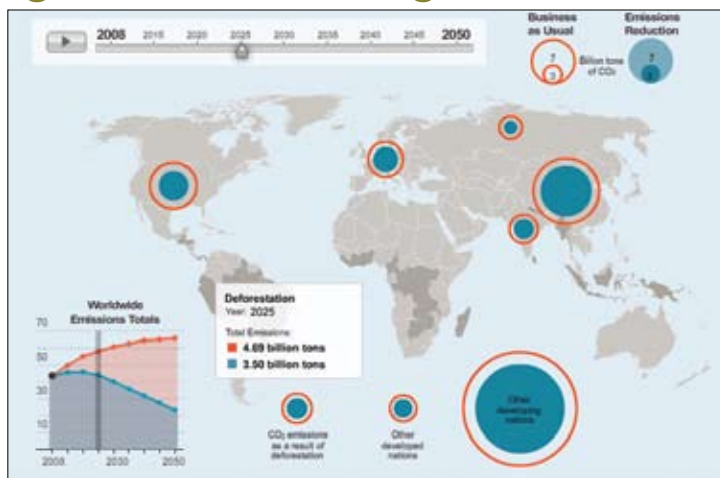 2008 2015 2020 2025 2030 2035 2040 2045 2050
Business
as Usual
Emissions
Reduction
7
3
Billion tons
of CO₂
7
3
Deforestation
Year: 2025
Total Emissions:
4.69 billion tons
3.50 billion tons
Worldwide
Emissions Totals
70
50
30
10
2008 2030 2050
CO₂ emissions
as a result of
deforestation
Other
developed
nations
Other
developing
nations